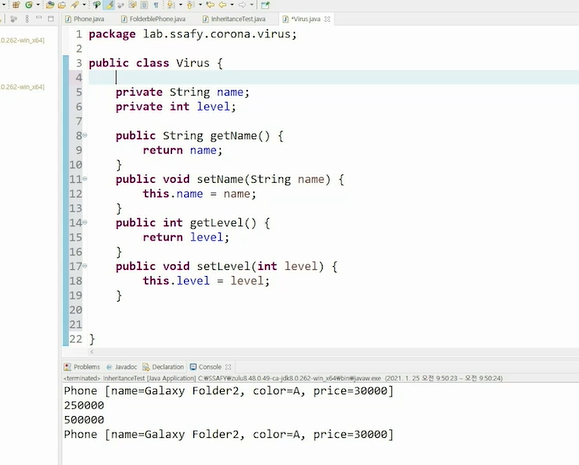 Phone.java FolderblePhone.java InheritanceTest.java *Virus.java
0.262-win_x64]
0.262-win_x64]
1 package lab.ssafy.corona.virus;
2
3 public class Virus {
4
5 private String name;
6 private int level;
7
8 public String getName() {
9 return name;
10 }
11 public void setName(String name) {
12 this.name = name;
13 }
14 public int getLevel() {
15 return level;
16 }
17 public void setLevel(int level) {
18 this.level = level;
19 }
20
21
22 }
Problems Javadoc Declaration Console
<terminated> InheritanceTest [Java Application] C:₩SSAFY₩zulu8.48.0.49-ca-jdk8.0.262-win_x64₩bin₩javaw.exe (2021. 1. 25 오전 9:50:23 – 오전 9:50:24)
Phone [name=Galaxy Folder2, color=A, price=30000]
250000
500000
Phone [name=Galaxy Folder2, color=A, price=30000]